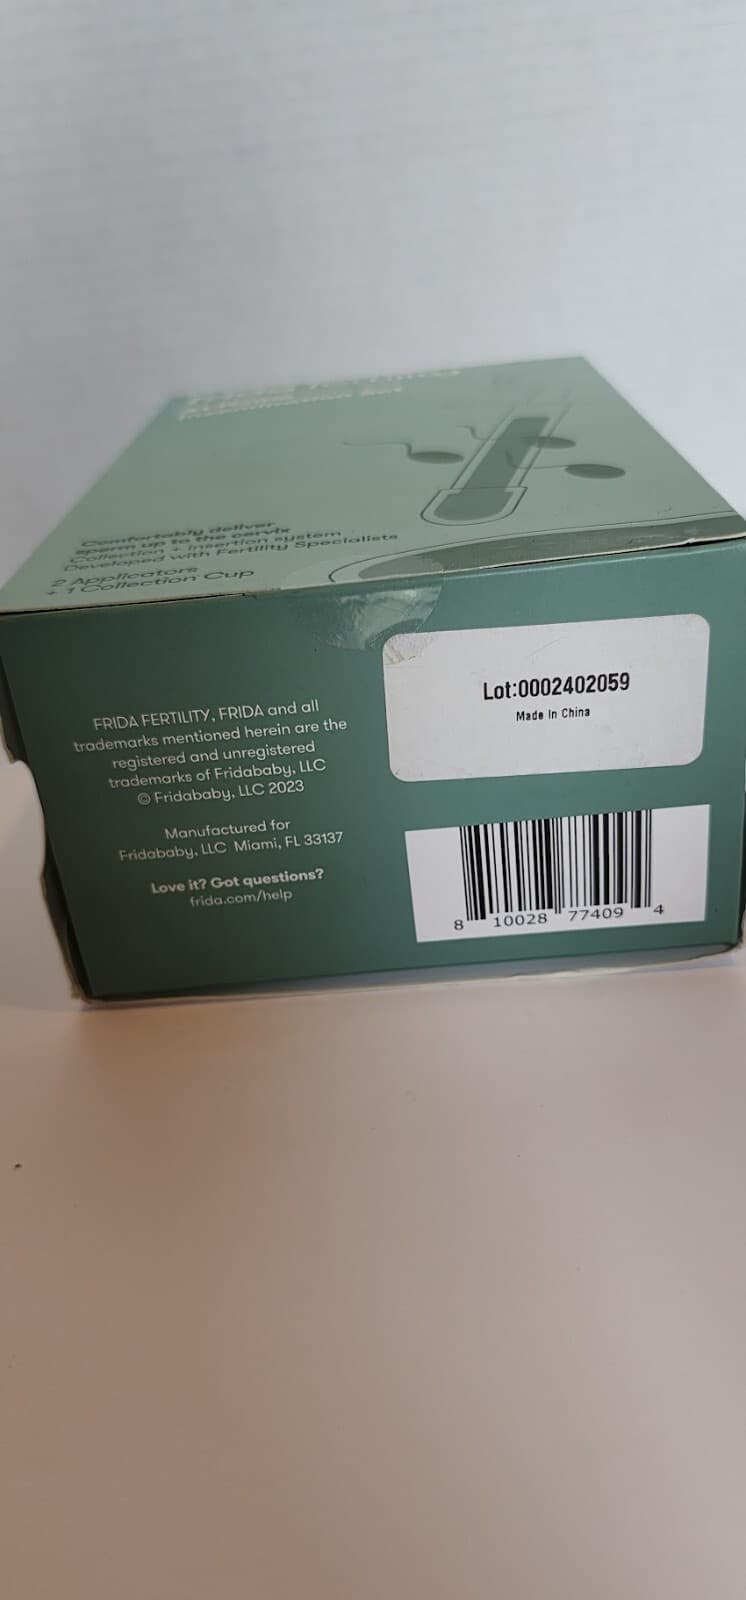 Insemination Set
Comfortably deliver
sperm up to the cervix
Collection + insertion system
Developed with Fertility Specialists
2 Applicators
+ 1 Collection Cup
FRIDA FERTILITY, FRIDA and all
trademarks mentioned herein are the
registered and unregistered
trademarks of Fridababy, LLC
© Fridababy, LLC 2023
Manufactured for
Fridababy, LLC Miami, FL 33137
Love it? Got questions?
frida.com/help
Lot:0002402059
Made In China
8 10028 77409 4